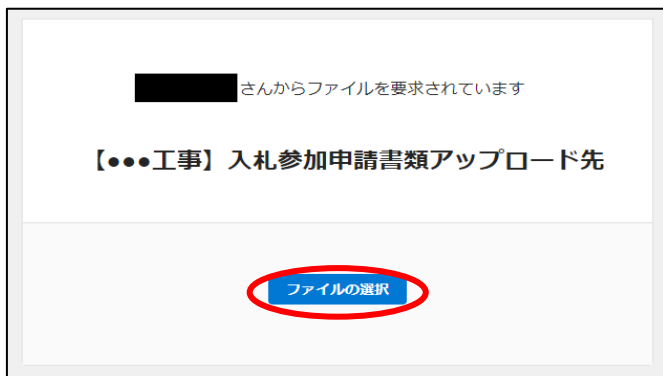 さんからファイルを要求されています
【●●●工事】入札参加申請書類アップロード先
ファイルの選択